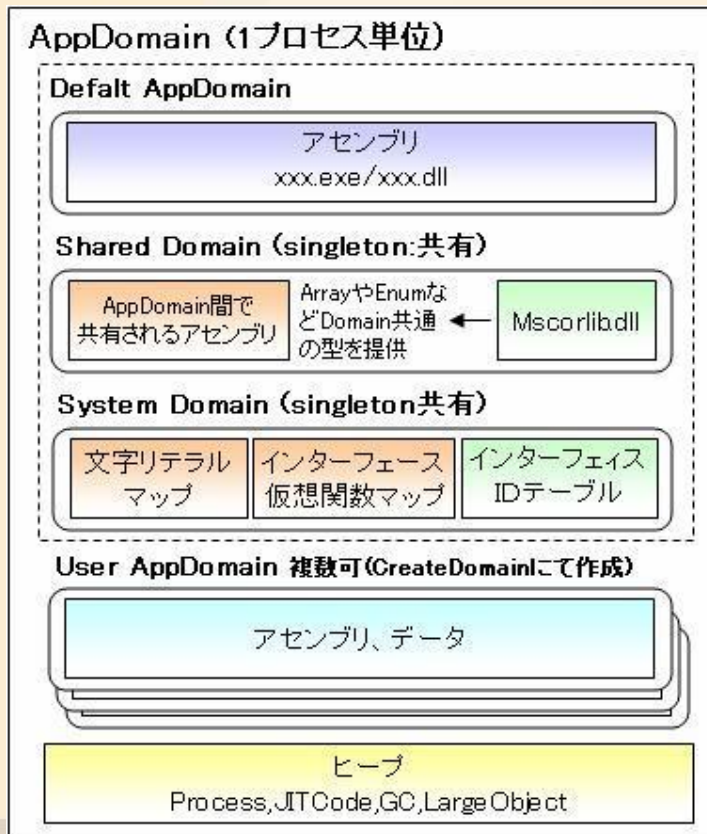 AppDomain (1プロセス単位)
Defalt AppDomain
アセンブリ
xxx.exe/xxx.dll
Shared Domain (singleton:共有)
AppDomain間で
共有されるアセンブリ
ArrayやEnumな
どDomain共通
の型を提供
Mscorlib.dll
System Domain (singleton共有)
文字リテラル
マップ
インターフェース
仮想関数マップ
インターフェイス
IDテーブル
User AppDomain 複数可(CreateDomainにて作成)
アセンブリ、データ
ヒープ
Process,JITCode,GC,LargeObject